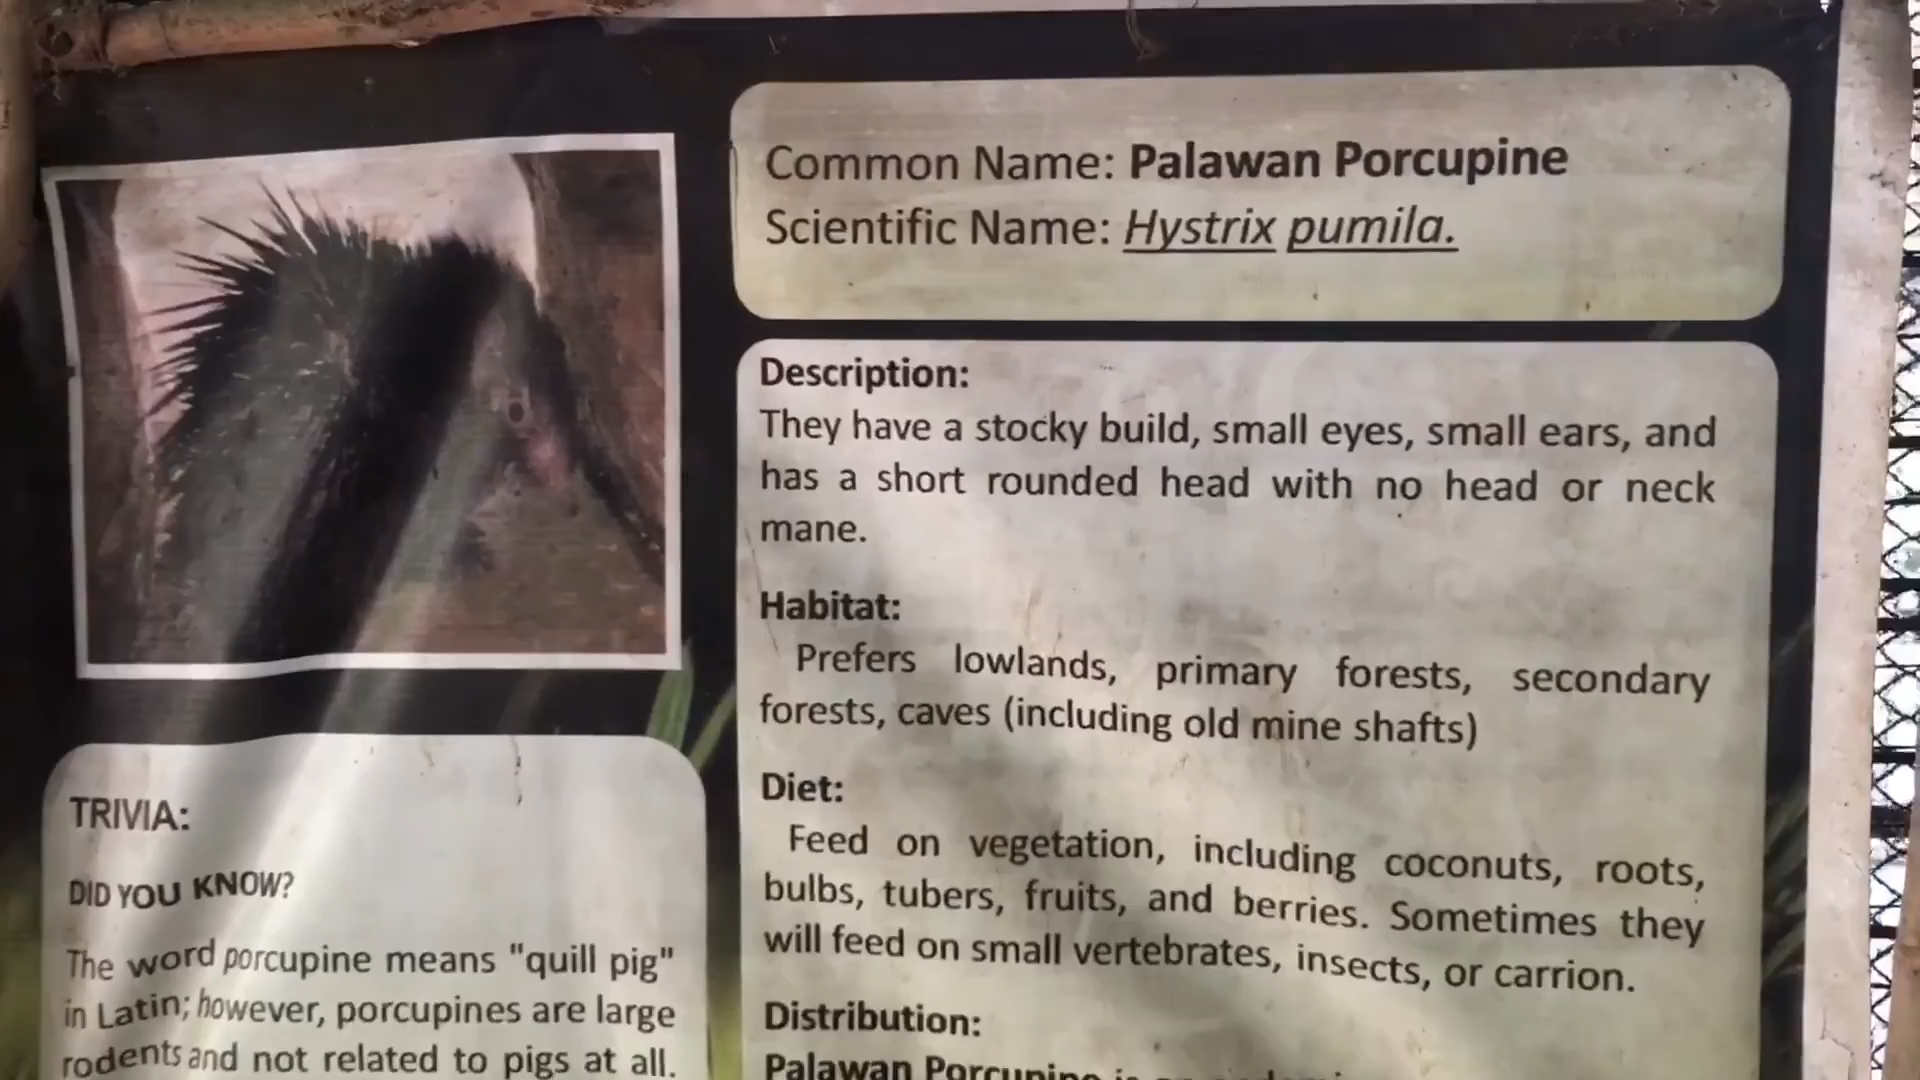 Common Name: Palawan Porcupine
Scientific Name: Hystrix pumila.
Description:
They have a stocky build, small eyes, small ears, and
has a short rounded head with no head or neck
mane.
Habitat:
Prefers lowlands, primary forests, secondary
forests, caves (including old mine shafts)
Diet:
Feed on vegetation, including coconuts, roots,
bulbs, tubers, fruits, and berries. Sometimes they
will feed on small vertebrates, insects, or carrion.
Distribution:
Palawan Porcupine is
TRIVIA:
DID YOU KNOW?
The word porcupine means "quill pig"
in Latin; however, porcupines are large
rodents and not related to pigs at all.